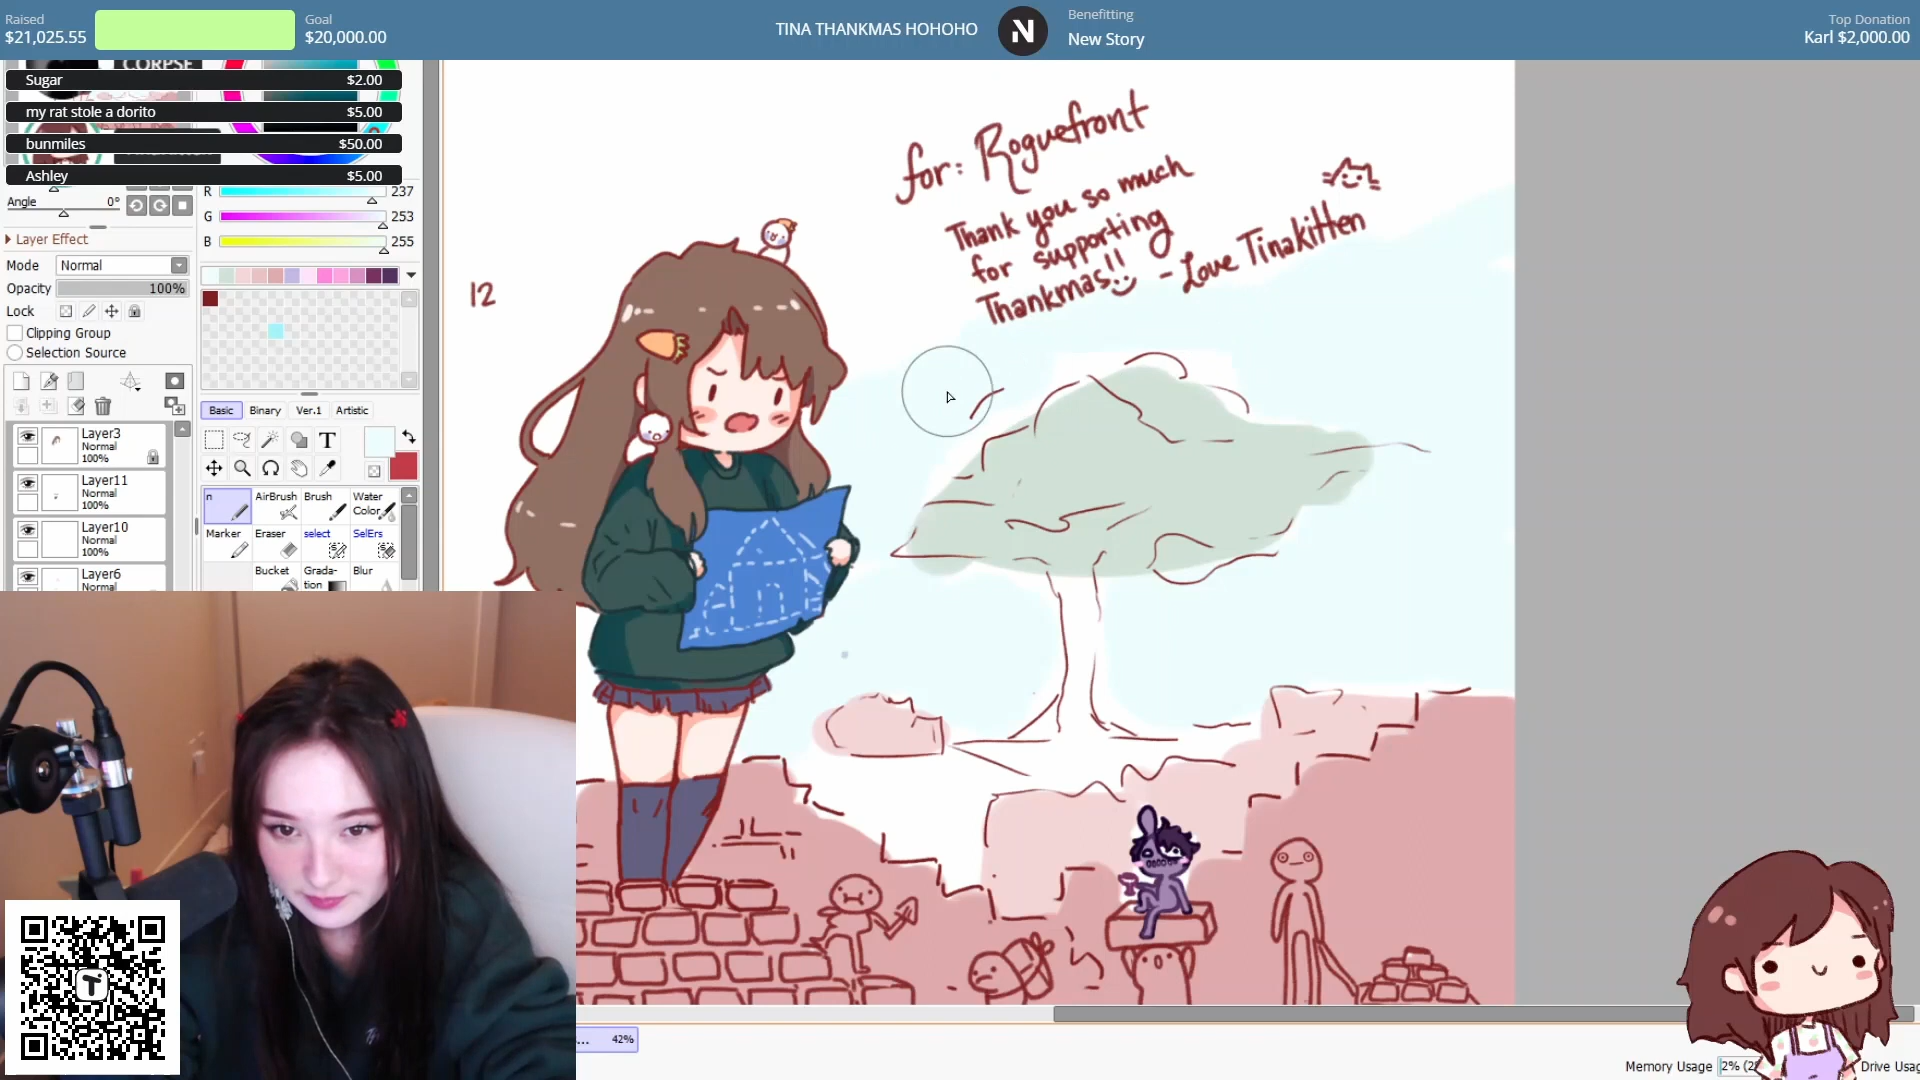 Raised
$21,025.55
Goal
$20,000.00
TINA THANKMAS HOHOHO
N
Benefitting
New Story
Top Donation
Karl $2,000.00
CORPSE
Sugar $2.00
my rat stole a dorito $5.00
bunmiles $50.00
Ashley $5.00
Angle 0°
R 237
G 253
B 255
Layer Effect
Mode Normal
Opacity 100%
Lock
Clipping Group
Selection Source
Layer3
Normal
100%
Layer11
Normal
100%
Layer10
Normal
100%
Layer6
Normal
Basic Binary Ver.1 Artistic
T
n AirBrush Brush Water Color
Marker Eraser select SelErs
Bucket Grada-tion Blur
12
for: Roguefront
Thank you so much
for supporting
Thankmas!!
- Love Tinakitten
T
... 42%
Memory Usage 2%
Drive Usag